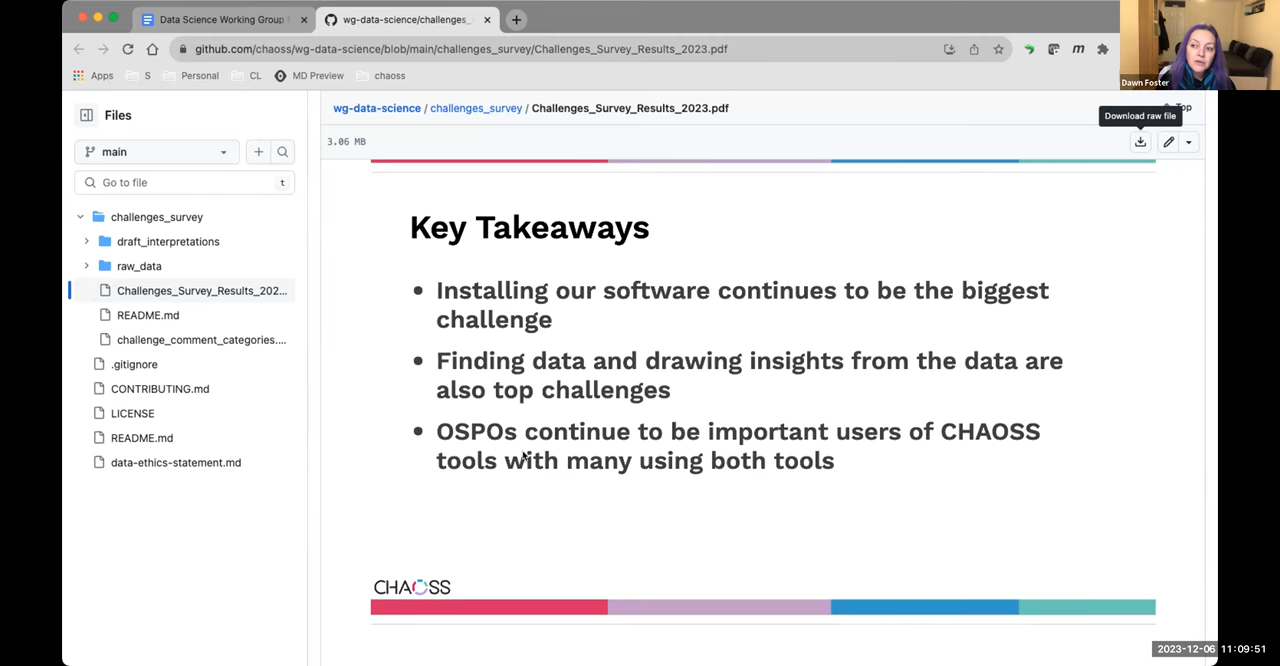 Data Science Working Group
wg-data-science/challenges_
github.com/chaoss/wg-data-science/blob/main/challenges_survey/Challenges_Survey_Results_2023.pdf
Apps
S
Personal
CL
MD Preview
chaoss
Dawn Foster
Files
main
Go to file
t
challenges_survey
draft_interpretations
raw_data
Challenges_Survey_Results_202...
README.md
challenge_comment_categories....
.gitignore
CONTRIBUTING.md
LICENSE
README.md
data-ethics-statement.md
wg-data-science / challenges_survey / Challenges_Survey_Results_2023.pdf
Top
Download raw file
3.06 MB
Key Takeaways
• Installing our software continues to be the biggest
challenge
• Finding data and drawing insights from the data are
also top challenges
• OSPOs continue to be important users of CHAOSS
tools with many using both tools
CHAOSS
2023-12-06 11:09:51